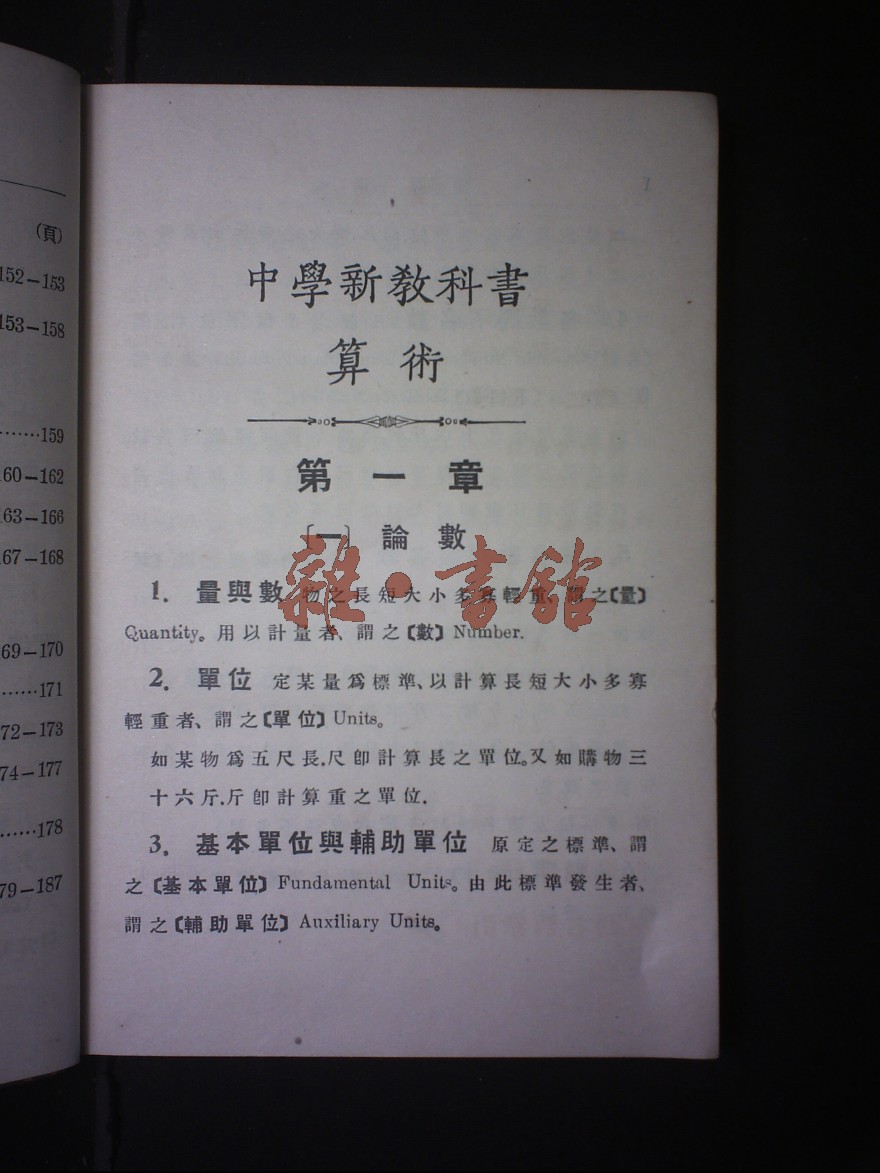 (頁)
152–153
153–158
159
60–162
63–166
67–168
69–170
171
72–173
74–177
178
79–187
中學新敎科書
算術
第一章
〔一〕論數
1. 量與數 物之長短大小多寡輕重、謂之〔量〕
Quantity。用以計量者、謂之〔數〕Number.
2. 單位 定某量爲標準、以計算長短大小多寡
輕重者、謂之〔單位〕Units。
如某物爲五尺長.尺卽計算長之單位。又如購物三
十六斤.斤卽計算重之單位.
3. 基本單位與輔助單位 原定之標準、謂
之〔基本單位〕Fundamental Units。由此標準發生者、
謂之〔輔助單位〕Auxiliary Units。
雜·書館